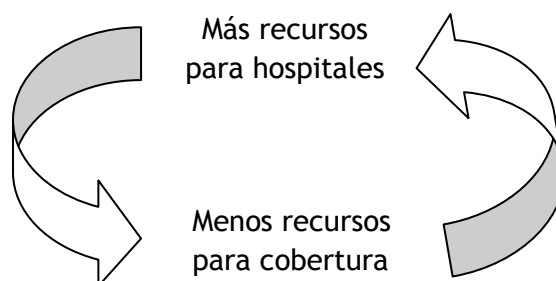 Más recursos
para hospitales
Menos recursos
para cobertura